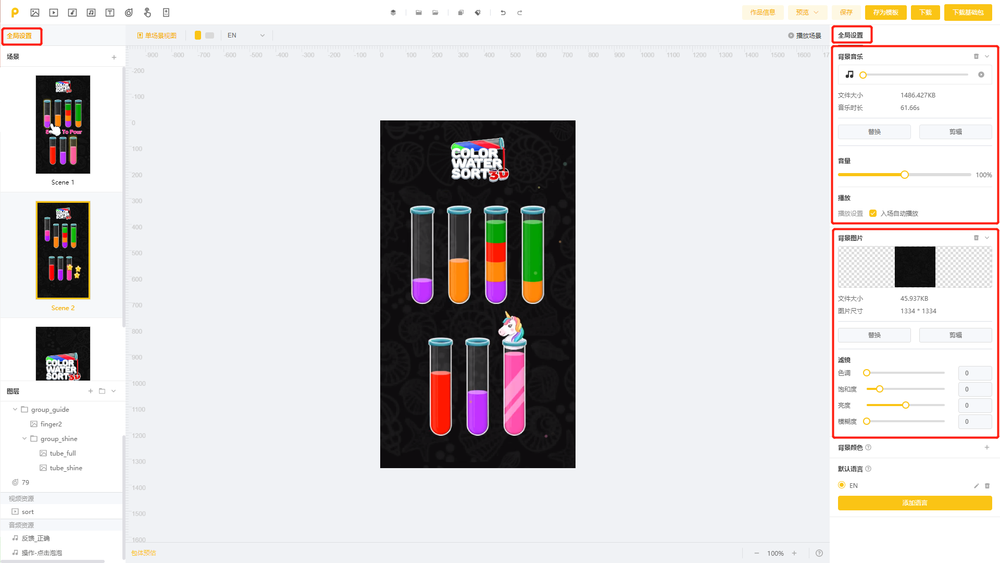 作品信息
预览
保存
存为模板
下载
下载基础包
全局设置
单场景视图
EN
播放场景
全局设置
场景
COLOR
WATER
SORT 3D
Scene 1
Scene 2
COLOR
WATER
图层
group_guide
finger2
group_shine
tube_full
tube_shine
79
视频资源
sort
音频资源
反馈_正确
操作-点击泡泡
-900 -800 -700 -600 -500 -400 -300 -200 -100 0 100 200 300 400 500 600 700 800 900 1000 1100 1200 1300 1400 1500 1600
-200
-100
0
100
200
300
400
500
600
700
800
900
1000
1100
1200
1300
1400
1500
1600
COLOR
WATER
SORT 3D
包体预估
100%
背景音乐
文件大小 1486.427KB
音乐时长 61.66s
替换 剪辑
音量
100%
播放
播放设置 入场自动播放
背景图片
文件大小 45.937KB
图片尺寸 1334 * 1334
替换 剪辑
滤镜
色调 0
饱和度 0
亮度 0
模糊度 0
背景颜色
默认语言
EN
添加语言